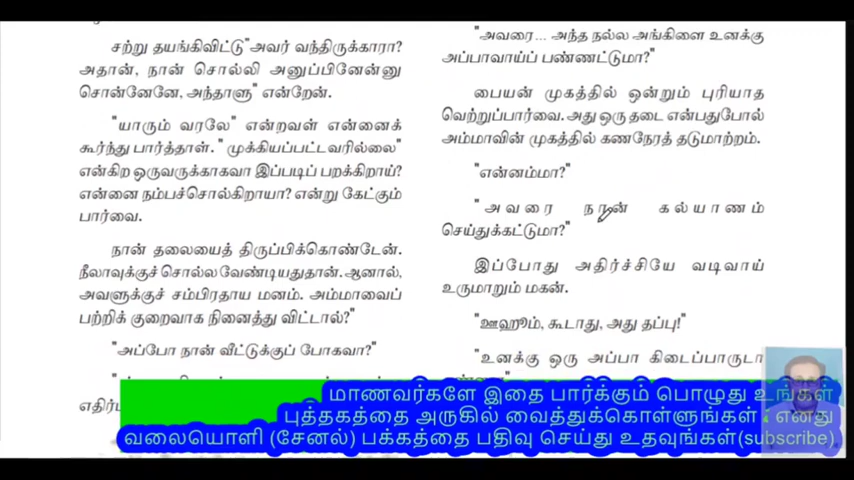 சற்று தயங்கிவிட்டு"அவர் வந்திருக்காரா?
அதான், நான் சொல்லி அனுப்பினேன்னு
சொன்னேனே, அந்தாளு" என்றேன்.
"யாரும் வரலே" என்றவள் என்னைக்
கூர்ந்து பார்த்தாள்." முக்கியப்பட்டவரில்லை"
என்கிற ஒருவருக்காகவா இப்படிப் பறக்கிறாய்?
என்னை நம்பச்சொல்கிறாயா? என்று கேட்கும்
பார்வை.
நான் தலையைத் திருப்பிக்கொண்டேன்.
நீலாவுக்குச் சொல்லவேண்டியதுதான். ஆனால்,
அவளுக்குச் சம்பிரதாய மனம். அம்மாவைப்
பற்றிக் குறைவாக நினைத்து விட்டால்?"
"அப்போ நான் வீட்டுக்குப் போகவா?"
"அவரை... அந்த நல்ல அங்கிளை உனக்கு
அப்பாவாய்ப் பண்ணட்டுமா?"
பையன் முகத்தில் ஒன்றும் புரியாத
வெற்றுப்பார்வை. அது ஒரு தடை என்பதுபோல்
அம்மாவின் முகத்தில் கணநேரத் தடுமாற்றம்.
"என்னம்மா?"
"அவரை நான் கல்யாணம்
செய்துக்கட்டுமா?"
இப்போது அதிர்ச்சியே வடிவாய்
உருமாறும் மகன்.
"ஊஹூம், கூடாது, அது தப்பு!"
"உனக்கு ஒரு அப்பா கிடைப்பாருடா
மாணவர்களே இதை பார்க்கும் பொழுது உங்கள்
புத்தகத்தை அருகில் வைத்துக்கொள்ளுங்கள் . எனது
வலையொளி (சேனல்) பக்கத்தை பதிவு செய்து உதவுங்கள்(subscribe)